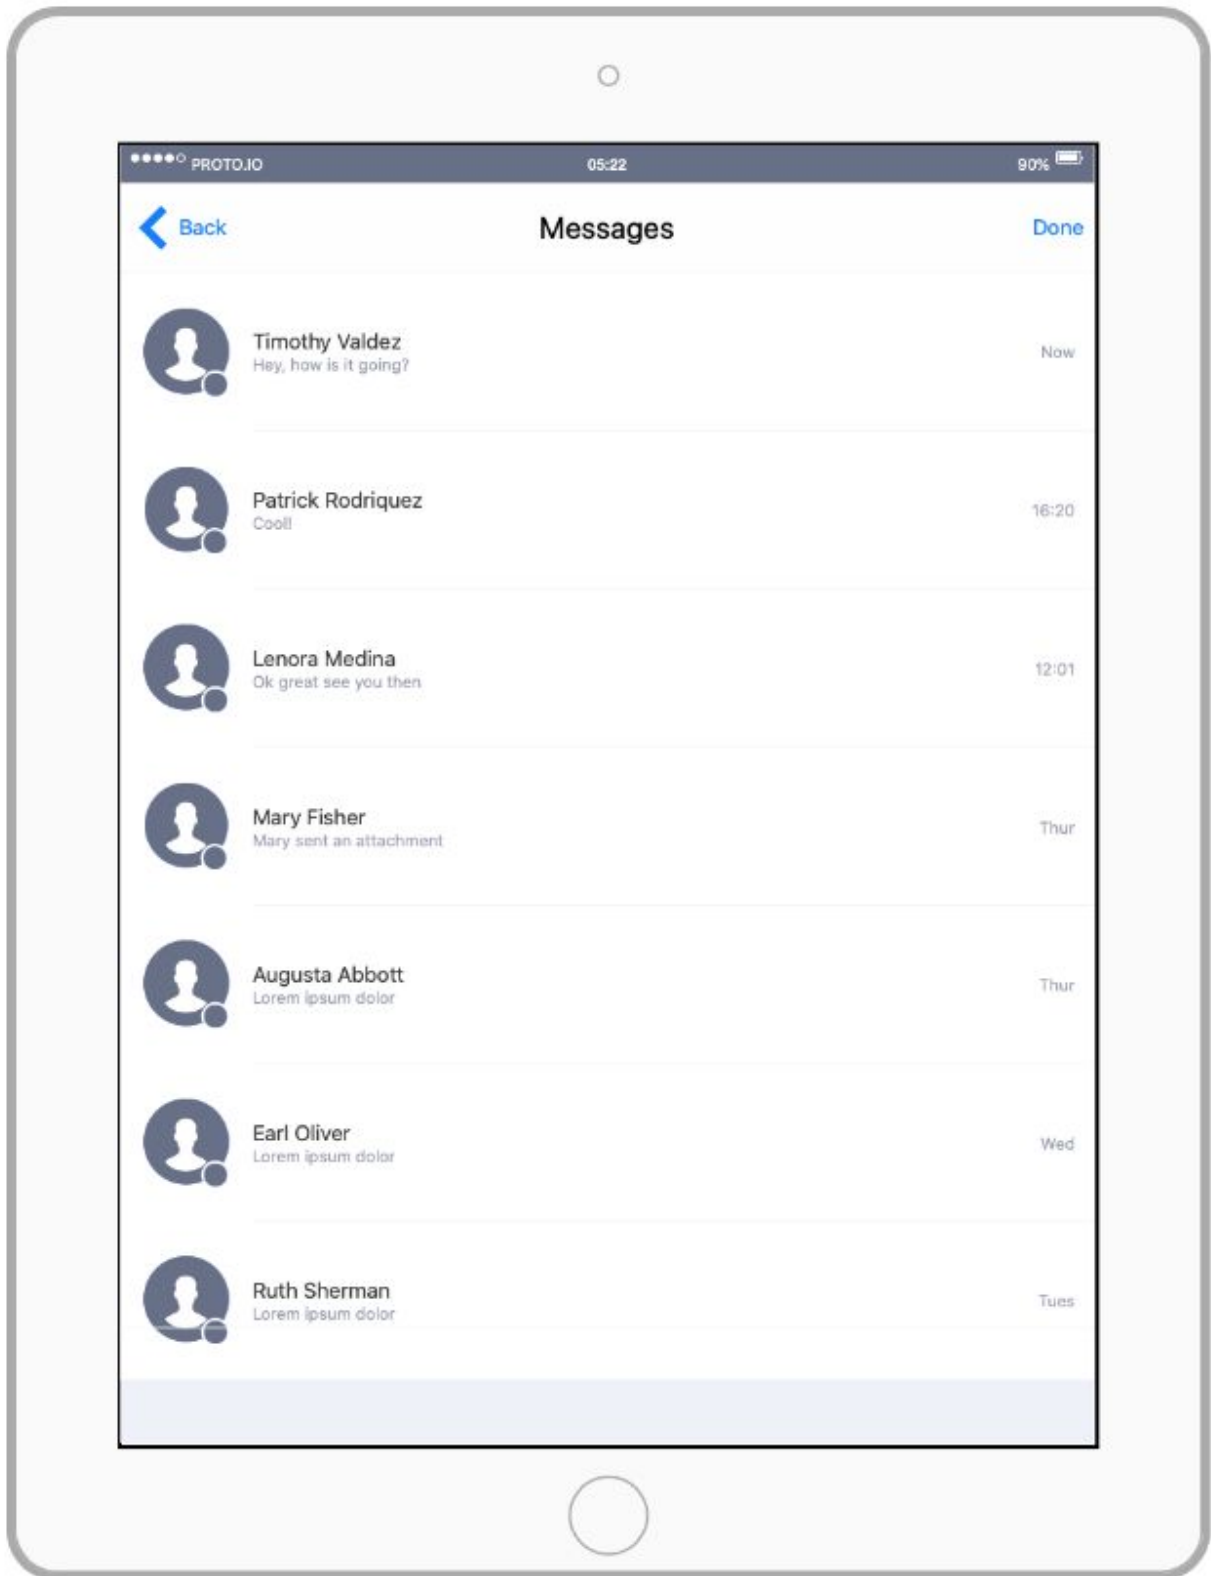 PROTO.IO 05:22 90%
Back Messages Done
Timothy Valdez
Hey, how is it going?
Now
Patrick Rodriquez
Cool!
16:20
Lenora Medina
Ok great see you then
12:01
Mary Fisher
Mary sent an attachment
Thur
Augusta Abbott
Lorem ipsum dolor
Thur
Earl Oliver
Lorem ipsum dolor
Wed
Ruth Sherman
Lorem ipsum dolor
Tues